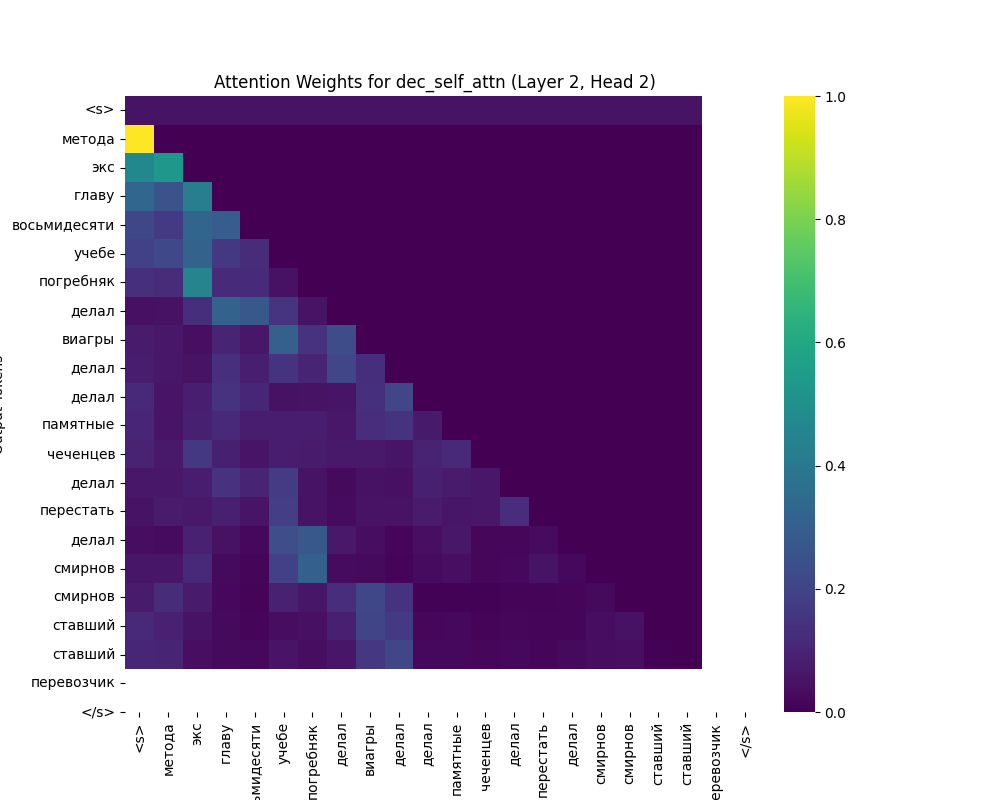 Attention Weights for dec_self_attn (Layer 2, Head 2)
<s>
метода
экс
главу
восьмидесяти
учебе
погребняк
делал
виагры
делал
делал
памятные
чеченцев
делал
перестать
делал
смирнов
смирнов
ставший
ставший
перевозчик
</s>
<s>
метода
экс
главу
ьмидесяти
учебе
погребняк
делал
виагры
делал
делал
памятные
чеченцев
делал
перестать
делал
смирнов
смирнов
ставший
ставший
еревозчик
</s>
1.0
0.8
0.6
0.4
0.2
0.0